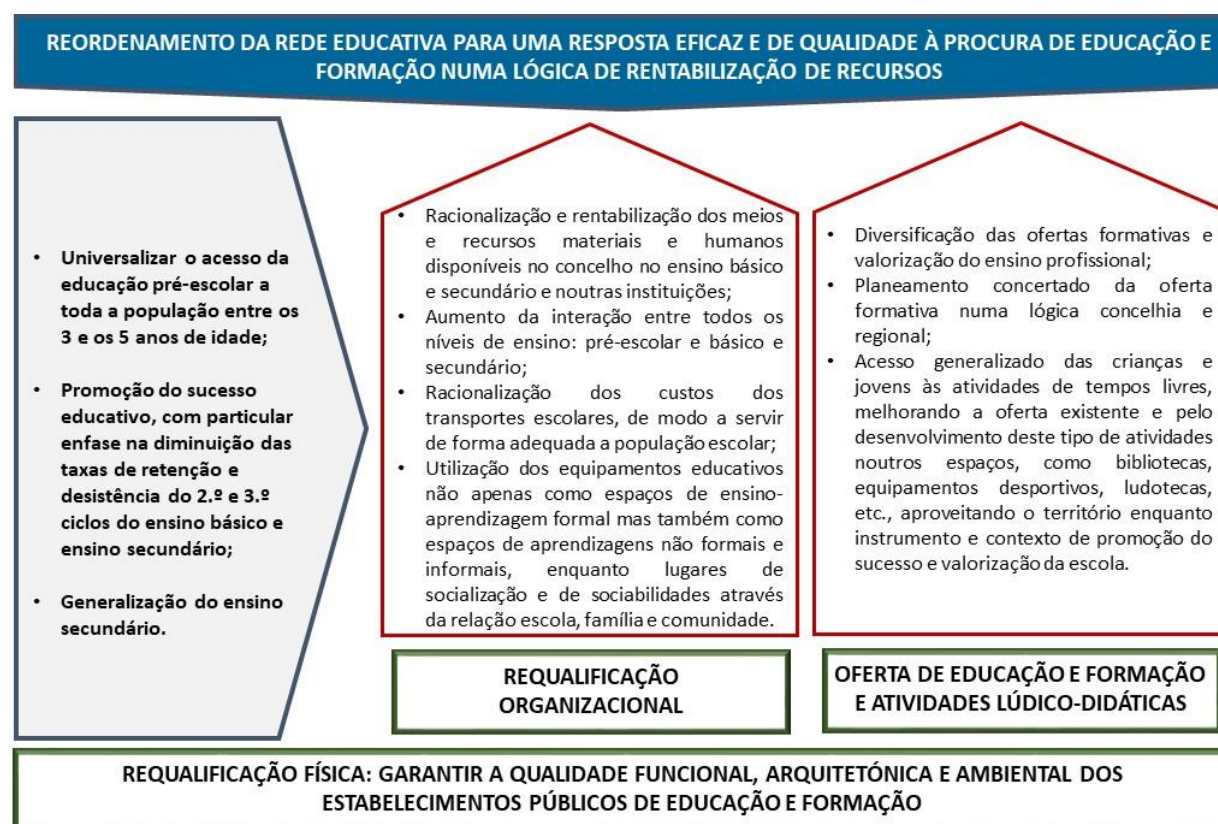 REORDENAMENTO DA REDE EDUCATIVA PARA UMA RESPOSTA EFICAZ E DE QUALIDADE À PROCURA DE EDUCAÇÃO E
FORMAÇÃO NUMA LÓGICA DE RENTABILIZAÇÃO DE RECURSOS
• Universalizar o acesso da
educação pré-escolar a
toda a população entre os
3 e os 5 anos de idade;
• Promoção do sucesso
educativo, com particular
enfase na diminuição das
taxas de retenção e
desistência do 2.º e 3.º
ciclos do ensino básico e
ensino secundário;
• Generalização do ensino
secundário.
• Racionalização e rentabilização dos meios
e recursos materiais e humanos
disponíveis no concelho no ensino básico
e secundário e noutras instituições;
• Aumento da interação entre todos os
níveis de ensino: pré-escolar e básico e
secundário;
• Racionalização dos custos dos
transportes escolares, de modo a servir
de forma adequada a população escolar;
• Utilização dos equipamentos educativos
não apenas como espaços de ensino-
aprendizagem formal mas também como
espaços de aprendizagens não formais e
informais, enquanto lugares de
socialização e de sociabilidades através
da relação escola, família e comunidade.
REQUALIFICAÇÃO
ORGANIZACIONAL
• Diversificação das ofertas formativas e
valorização do ensino profissional;
• Planeamento concertado da oferta
formativa numa lógica concelhia e
regional;
• Acesso generalizado das crianças e
jovens às atividades de tempos livres,
melhorando a oferta existente e pelo
desenvolvimento deste tipo de atividades
noutros espaços, como bibliotecas,
equipamentos desportivos, ludotecas,
etc., aproveitando o território enquanto
instrumento e contexto de promoção do
sucesso e valorização da escola.
OFERTA DE EDUCAÇÃO E FORMAÇÃO
E ATIVIDADES LÚDICO-DIDÁTICAS
REQUALIFICAÇÃO FÍSICA: GARANTIR A QUALIDADE FUNCIONAL, ARQUITETÓNICA E AMBIENTAL DOS
ESTABELECIMENTOS PÚBLICOS DE EDUCAÇÃO E FORMAÇÃO